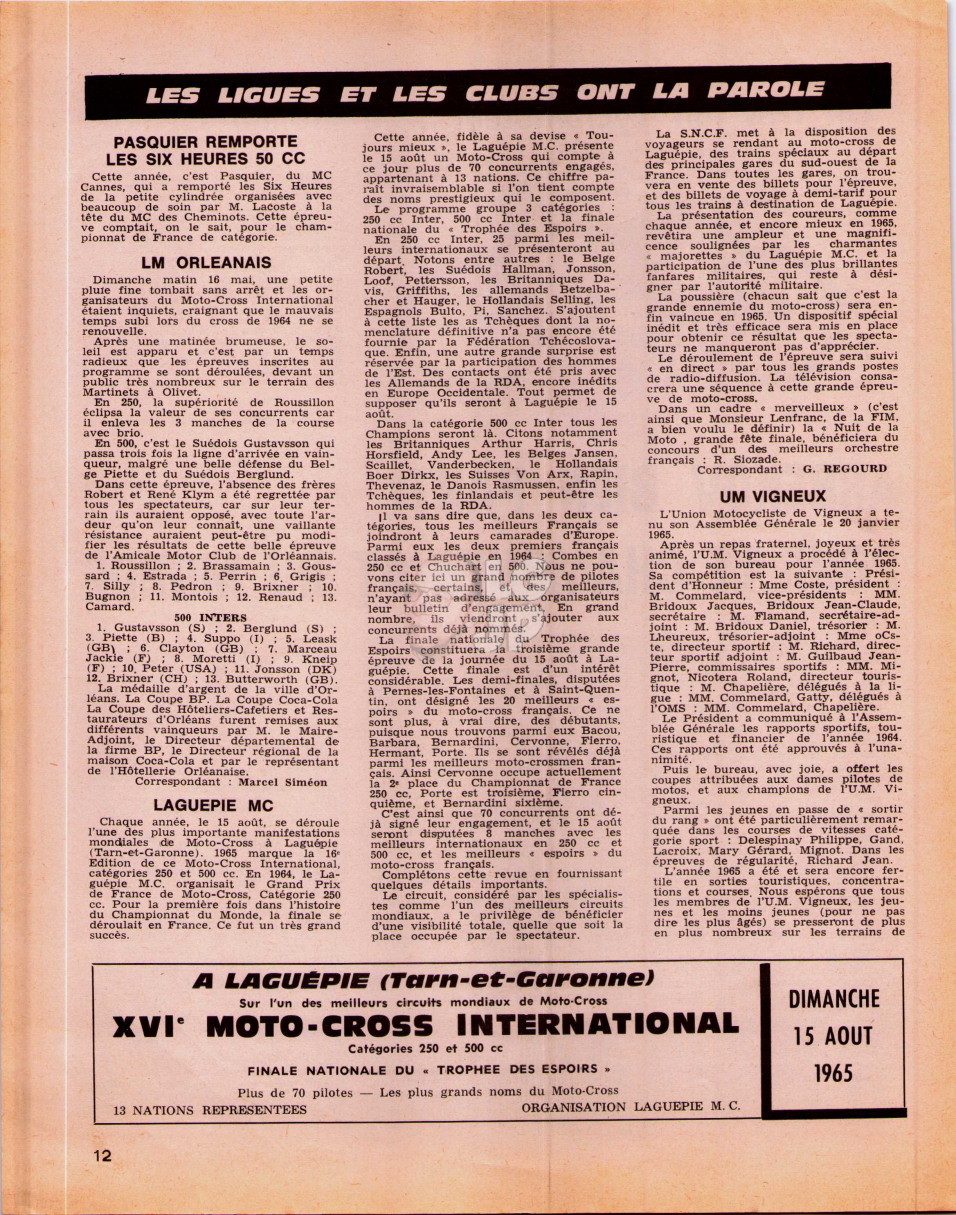 LES LIGUES ET LES CLUBS ONT LA PAROLE
PASQUIER REMPORTE
LES SIX HEURES 50 CC
Cette année, c'est Pasquier, du MC
Cannes, qui a remporté les Six Heures
de la petite cylindrée organisées avec
beaucoup de soin par M. Lacoste à la
tête du MC des Cheminots. Cette épreu-
ve comptait, on le sait, pour le cham-
pionnat de France de catégorie.
LM ORLEANAIS
Dimanche matin 16 mai, une petite
pluie fine tombait sans arrêt et les or-
ganisateurs du Moto-Cross International
étaient inquiets, craignant que le mauvais
temps subi lors du cross de 1964 ne se
renouvelle.
Après une matinée brumeuse, le so-
leil est apparu et c'est par un temps
radieux que les épreuves inscrites au
programme se sont déroulées, devant un
public très nombreux sur le terrain des
Martinets à Olivet.
En 250, la supériorité de Roussillon
éclipsa la valeur de ses concurrents car
il enleva les 3 manches de la course
avec brio.
En 500, c'est le Suédois Gustavsson qui
passa trois fois la ligne d'arrivée en vain-
queur, malgré une belle défense du Bel-
ge Piette et du Suédois Berglund.
Dans cette épreuve, l'absence des frères
Robert et René Klym a été regrettée par
tous les spectateurs, car sur leur ter-
rain ils auraient opposé, avec toute l'ar-
deur qu'on leur connaît, une vaillante
résistance auraient peut-être pu modi-
fier les résultats de cette belle épreuve
de l'Amicale Motor Club de l'Orléannais.
1. Roussillon ; 2. Brassamain ; 3. Gous-
sard ; 4. Estrada ; 5. Perrin ; 6. Grigis ;
7. Silly ; 8. Pedron ; 9. Brixner ; 10.
Bugnon ; 11. Montois ; 12. Renaud ; 13.
Camard.
500 INTERS
1. Gustavsson (S) ; 2. Berglund (S) ;
3. Piette (B) ; 4. Suppo (I) ; 5. Leask
(GB) ; 6. Clayton (GB) ; 7. Marceau
Jackie (F) ; 8. Moretti (I) ; 9. Kneip
(F) ; 10. Peter (USA) ; 11. Jonsson (DK)
12. Brixner (CH) ; 13. Butterworth (GB).
La médaille d'argent de la ville d'Or-
léans. La Coupe BP. La Coupe Coca-Cola
La Coupe des Hôteliers-Cafetiers et Res-
taurateurs d'Orléans furent remises aux
différents vainqueurs par M. le Maire-
Adjoint, le Directeur départemental de
la firme BP, le Directeur régional de la
maison Coca-Cola et par le représentant
de l'Hôtellerie Orléanaise.
Correspondant : Marcel Siméon
LAGUEPIE MC
Chaque année, le 15 août, se déroule
l'une des plus importante manifestations
mondiales de Moto-Cross à Laguépie
(Tarn-et-Garonne). 1965 marque la 16e
Edition de ce Moto-Cross International,
catégories 250 et 500 cc. En 1964, le La-
guépie M.C. organisait le Grand Prix
de France de Moto-Cross, Catégorie 250
cc. Pour la première fois dans l'histoire
du Championnat du Monde, la finale se
déroulait en France. Ce fut un très grand
succès.
Cette année, fidèle à sa devise « Tou-
jours mieux », le Laguépie M.C. présente
le 15 août un Moto-Cross qui compte à
ce jour plus de 70 concurrents engagés,
appartenant à 13 nations. Ce chiffre pa-
raît invraisemblable si l'on tient compte
des noms prestigieux qui le composent.
Le programme groupe 3 catégories :
250 cc Inter, 500 cc Inter et la finale
nationale du « Trophée des Espoirs ».
En 250 cc Inter, 25 parmi les meil-
leurs internationaux se présenteront au
départ. Notons entre autres : le Belge
Robert, les Suédois Hallman, Jonsson,
Loof, Pettersson, les Britanniques Da-
vis, Griffiths, les Allemands Betzelba-
cher et Hauger, le Hollandais Selling, les
Espagnols Bulto, Pi, Sanchez. S'ajoutent
à cette liste les as Tchèques dont la no-
menclature définitive n'a pas encore été
fournie par la Fédération Tchécoslova-
que. Enfin, une autre grande surprise est
réservée par la participation des hommes
de l'Est. Des contacts ont été pris avec
les Allemands de la RDA, encore inédits
en Europe Occidentale. Tout permet de
supposer qu'ils seront à Laguépie le 15
août.
Dans la catégorie 500 cc Inter tous les
Champions seront là. Citons notamment
les Britanniques Arthur Harris, Chris
Horsfield, Andy Lee, les Belges Jansen,
Scaillet, Vanderbecken, le Hollandais
Boer Dirkx, les Suisses Von Arx, Rapin,
Thevenaz, le Danois Rasmussen, enfin les
Tchèques, les finlandais et peut-être les
hommes de la RDA.
Il va sans dire que, dans les deux ca-
tégories, tous les meilleurs Français se
joindront à leurs camarades d'Europe.
Parmi eux les deux premiers français
classés à Laguépie en 1964 : Combes en
250 cc et Chuchart en 500. Nous ne pou-
vons citer ici un grand nombre de pilotes
français, certains, et des meilleurs,
n'ayant pas adressé aux organisateurs
leur bulletin d'engagement. En grand
nombre, ils viendront s'ajouter aux
concurrents déjà nommés.
La finale nationale du Trophée des
Espoirs constituera la troisième grande
épreuve de la journée du 15 août à La-
guépie. Cette finale est d'un intérêt
considérable. Les demi-finales, disputées
à Pernes-les-Fontaines et à Saint-Quen-
tin, ont désigné les 20 meilleurs « es-
poirs » du moto-cross français. Ce ne
sont plus, à vrai dire, des débutants,
puisque nous trouvons parmi eux Bacou,
Barbara, Bernardini, Cervonne, Fierro,
Hermant, Porte. Ils se sont révélés déjà
parmi les meilleurs moto-crossmen fran-
çais. Ainsi Cervonne occupe actuellement
la 2e place du Championnat de France
250 cc, Porte est troisième, Fierro cin-
quième, et Bernardini sixième.
C'est ainsi que 70 concurrents ont dé-
jà signé leur engagement, et le 15 août
seront disputées 8 manches avec les
meilleurs internationaux en 250 cc et
500 cc, et les meilleurs « espoirs » du
moto-cross français.
Complétons cette revue en fournissant
quelques détails importants.
Le circuit, considéré par les spécialis-
tes comme l'un des meilleurs circuits
mondiaux, a le privilège de bénéficier
d'une visibilité totale, quelle que soit la
place occupée par le spectateur.
La S.N.C.F. met à la disposition des
voyageurs se rendant au moto-cross de
Laguépie, des trains spéciaux au départ
des principales gares du sud-ouest de la
France. Dans toutes les gares, on trou-
vera en vente des billets pour l'épreuve,
et des billets de voyage à demi-tarif pour
tous les trains à destination de Laguépie.
La présentation des coureurs, comme
chaque année, et encore mieux en 1965,
revêtira une ampleur et une magnifi-
cence soulignées par les charmantes
« majorettes » du Laguépie M.C. et la
participation de l'une des plus brillantes
fanfares militaires, qui reste à dési-
gner par l'autorité militaire.
La poussière (chacun sait que c'est la
grande ennemie du moto-cross) sera en-
fin vaincue en 1965. Un dispositif spécial
inédit et très efficace sera mis en place
pour obtenir ce résultat que les specta-
teurs ne manqueront pas d'apprécier.
Le déroulement de l'épreuve sera suivi
« en direct » par tous les grands postes
de radio-diffusion. La télévision consa-
crera une séquence à cette grande épreu-
ve de moto-cross.
Dans un cadre « merveilleux » (c'est
ainsi que Monsieur Lenfranc, de la FIM,
a bien voulu le définir) la « Nuit de la
Moto , grande fête finale, bénéficiera du
concours d'un des meilleurs orchestre
français : R. Siozade.
Correspondant : G. REGOURD
UM VIGNEUX
L'Union Motocycliste de Vigneux a te-
nu son Assemblée Générale le 20 janvier
1965.
Après un repas fraternel, joyeux et très
animé, l'U.M. Vigneux a procédé à l'élec-
tion de son bureau pour l'année 1965.
Sa compétition est la suivante : Prési-
dent d'Honneur : Mme Coste, président :
M. Commelard, vice-présidents : MM.
Bridoux Jacques, Bridoux Jean-Claude,
secrétaire : M. Flamand, secrétaire-ad-
joint : M. Bridoux Daniel, trésorier : M.
Lheureux, trésorier-adjoint : Mme oCs-
te, directeur sportif : M. Richard, direc-
teur sportif adjoint : M. Guilbaud Jean-
Pierre, commissaires sportifs : MM. Mi-
gnot, Nicotera Roland, directeur touris-
tique : M. Chapelière, délégués à la li-
gue : MM. Commelard, Gatty, délégués à
l'OMS : MM. Commelard, Chapelière.
Le Président a communiqué à l'Assem-
blée Générale les rapports sportifs, tou-
ristique et financier de l'année 1964.
Ces rapports ont été approuvés à l'una-
nimité.
Puis le bureau, avec joie, a offert les
coupes attribuées aux dames pilotes de
motos, et aux champions de l'U.M. Vi-
gneux.
Parmi les jeunes en passe de « sortir
du rang » ont été particulièrement remar-
quée dans les courses de vitesses caté-
gorie sport : Delespinay Philippe, Gand,
Lacroix, Mary Gérard, Mignot. Dans les
épreuves de régularité, Richard Jean.
L'année 1965 a été et sera encore fer-
tile en sorties touristiques, concentra-
tions et courses. Nous espérons que tous
les membres de l'U.M. Vigneux, les jeu-
nes et les moins jeunes (pour ne pas
dire les plus âgés) se presseront de plus
en plus nombreux sur les terrains de
A LAGUÉPIE (Tarn-et-Garonne)
Sur l'un des meilleurs circuits mondiaux de Moto-Cross
XVIe MOTO-CROSS INTERNATIONAL
Catégories 250 et 500 cc
FINALE NATIONALE DU « TROPHEE DES ESPOIRS »
Plus de 70 pilotes — Les plus grands noms du Moto-Cross
13 NATIONS REPRESENTEES ORGANISATION LAGUEPIE M. C.
DIMANCHE
15 AOUT
1965
12